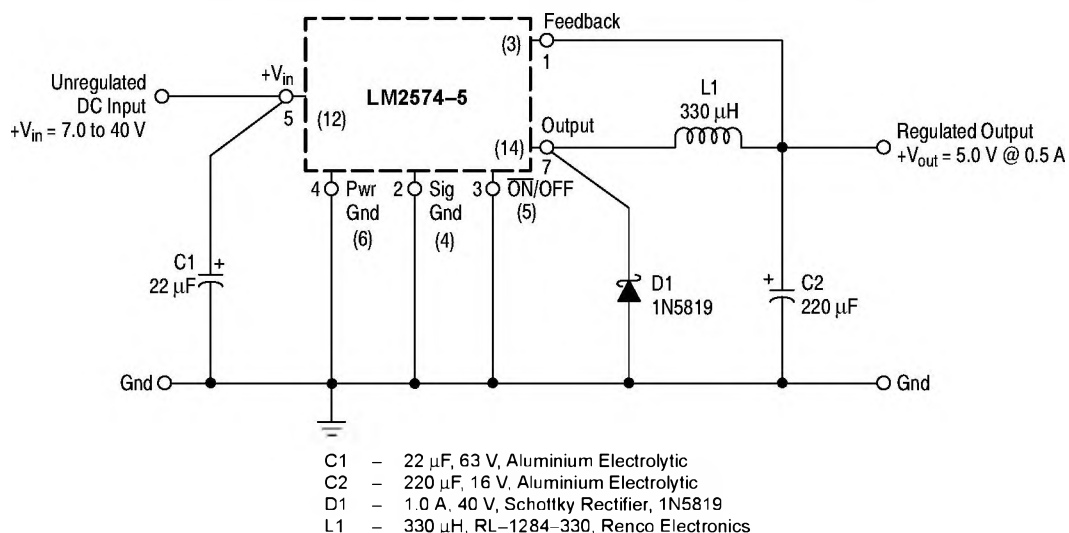 Feedback
(3)
1
Unregulated
DC Input
+Vin = 7.0 to 40 V
+Vin
5
(12)
LM2574–5
L1
330 µH
Output
(14)
7
Regulated Output
+Vout = 5.0 V @ 0.5 A
4 Pwr
Gnd
(6)
2 Sig
Gnd
(4)
3 O̅N̅/OFF
(5)
C1
22 µF
+
D1
1N5819
+
C2
220 µF
Gnd
Gnd
C1 – 22 µF, 63 V, Aluminium Electrolytic
C2 – 220 µF, 16 V, Aluminium Electrolytic
D1 – 1.0 A, 40 V, Schottky Rectifier, 1N5819
L1 – 330 µH, RL–1284–330, Renco Electronics